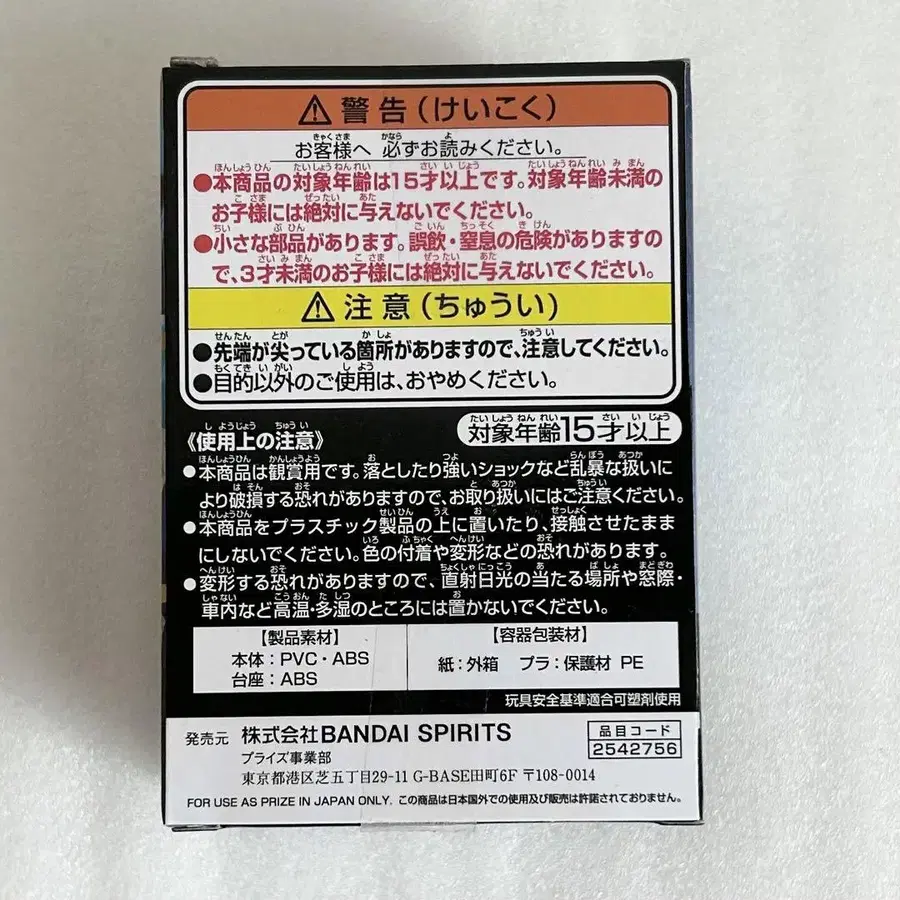 ⚠警告(けいこく)
お客様へ 必ずお読みください。
●本商品の対象年齢は15才以上です。対象年齢未満の
お子様には絶対に与えないでください。
●小さな部品があります。誤飲・窒息の危険がありますの
で、3才未満のお子様には絶対に与えないでください。
⚠注意(ちゅうい)
●先端が尖っている箇所がありますので、注意してください。
●目的以外のご使用は、おやめください。
《使用上の注意》
対象年齢15才以上
●本商品は観賞用です。落としたり強いショックなど乱暴な扱いに
より破損する恐れがありますので、お取り扱いにはご注意ください。
●本商品をプラスチック製品の上に置いたり、接触させたまま
にしないでください。色の付着や変形などの恐れがあります。
●変形する恐れがありますので、直射日光の当たる場所や窓際・
車内など高温・多湿のところには置かないでください。
【製品素材】
本体:PVC・ABS
台座:ABS
【容器包装材】
紙:外箱 プラ:保護材 PE
玩具安全基準適合可塑剤使用
発売元 株式会社BANDAI SPIRITS
プライズ事業部
東京都港区芝五丁目29-11 G-BASE田町6F 〒108-0014
品目コード
2542756
FOR USE AS PRIZE IN JAPAN ONLY. この商品は日本国外での使用及び販売は許諾されておりません。